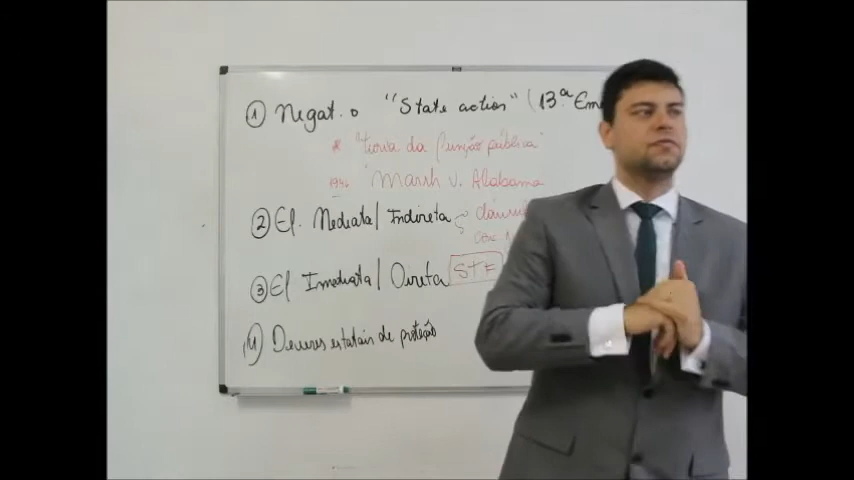 ① Negat. o "State action" (13.ª Em
* "teoria da função pública"
1946 "Marsh v. Alabama
② Ef. Mediata/ Indireta
③ Ef Imediata/ Direta STF
④ Deveres estatais de proteção